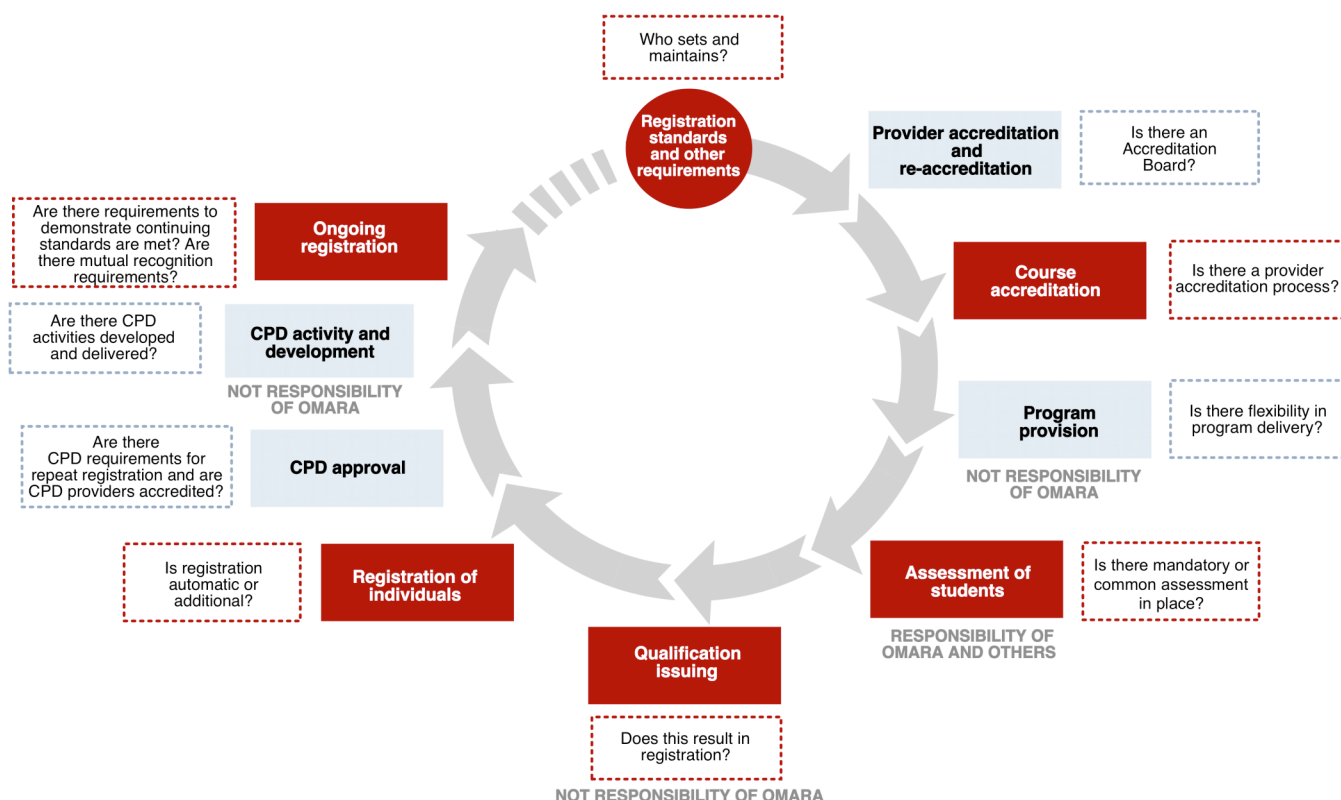 Who sets and
maintains?
Registration
standards
and other
requirements
Provider accreditation
and
re-accreditation
Is there an
Accreditation
Board?
Course
accreditation
Is there a provider
accreditation process?
Program
provision
Is there flexibility in
program delivery?
NOT RESPONSIBILITY
OF OMARA
Assessment of
students
Is there mandatory or
common assessment
in place?
RESPONSIBILITY OF
OMARA AND OTHERS
Qualification
issuing
Does this result in
registration?
NOT RESPONSIBILITY OF OMARA
Registration of
individuals
Is registration
automatic or
additional?
CPD approval
Are there
CPD requirements for
repeat registration and are
CPD providers accredited?
CPD activity and
development
Are there CPD
activities developed
and delivered?
NOT RESPONSIBILITY
OF OMARA
Ongoing
registration
Are there requirements to
demonstrate continuing
standards are met? Are
there mutual recognition
requirements?